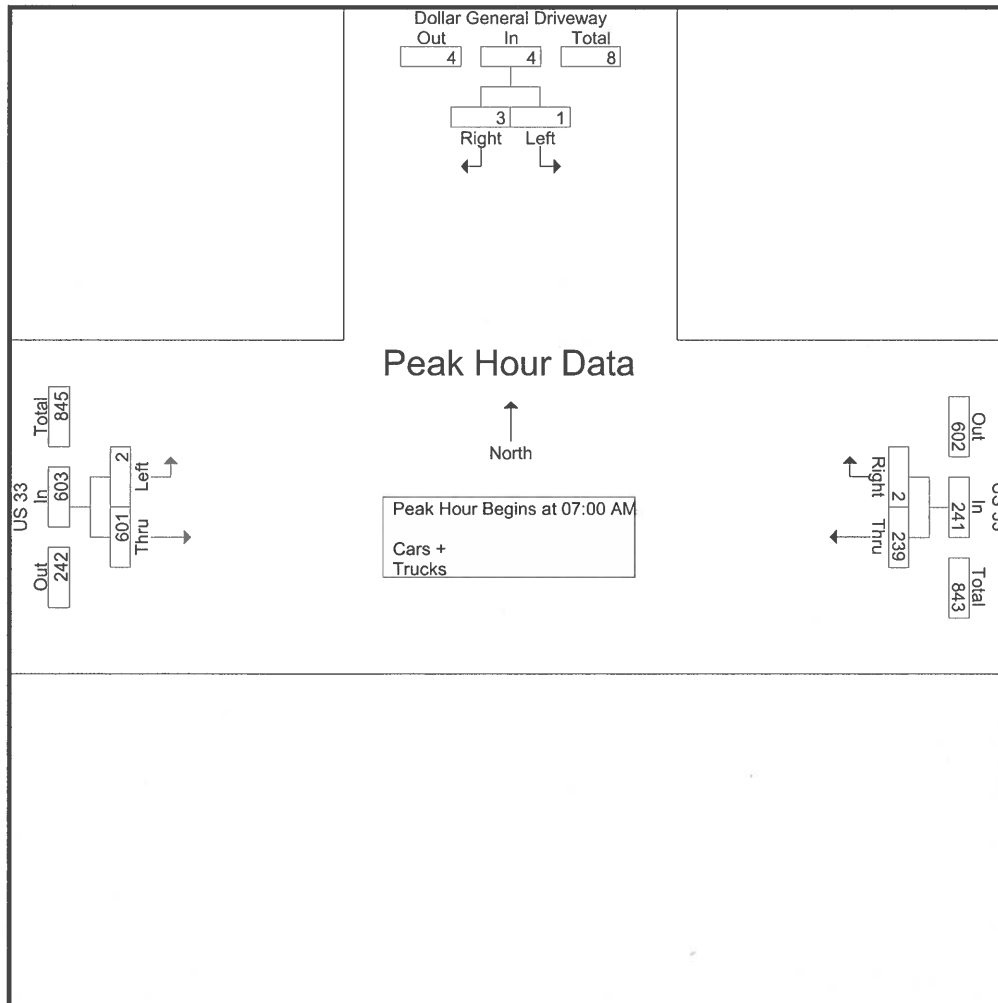 Dollar General Driveway
Out In Total
4 4 8
3 1
Right Left
Peak Hour Data
North
Peak Hour Begins at 07:00 AM
Cars +
Trucks
US 33
Out In Total
242 603 845
601 2
Thru Left
Out In Total
602 241 843
2 239
Right Thru